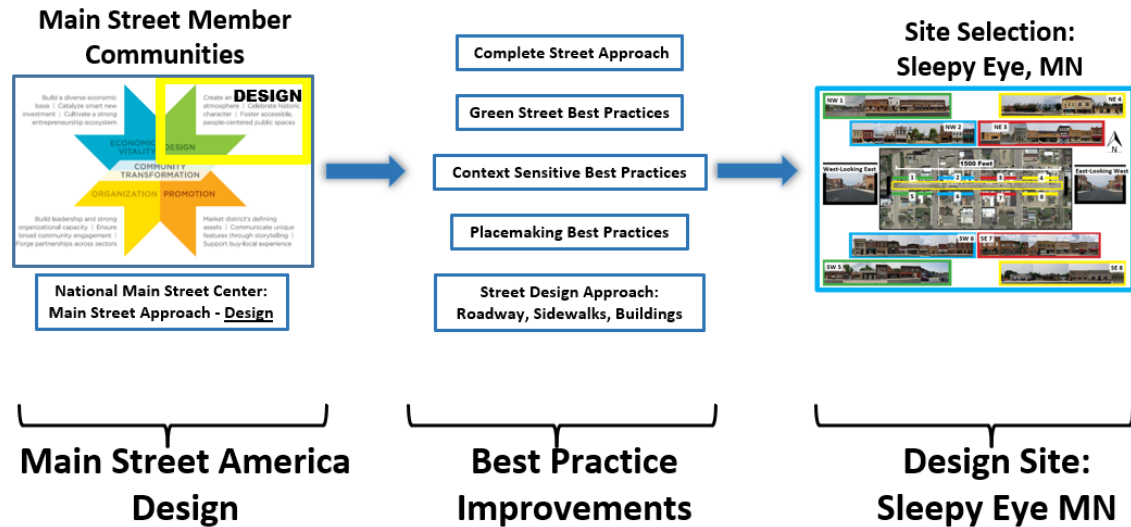 Main Street Member
Communities
Build a diverse economic
base | Catalyze smart new
investment | Cultivate a strong
entrepreneurship ecosystem
DESIGN
Create an
atmosphere | Celebrate historic
character | Foster accessible,
people-centered public spaces
ECONOMIC
VITALITY
DESIGN
COMMUNITY
TRANSFORMATION
ORGANIZATION
PROMOTION
Build leadership and strong
organizational capacity | Ensure
broad community engagement |
Forge partnerships across sectors
Market district's defining
assets | Communicate unique
features through storytelling |
Support buy-local experience
National Main Street Center:
Main Street Approach - Design
Main Street America
Design
Complete Street Approach
Green Street Best Practices
Context Sensitive Best Practices
Placemaking Best Practices
Street Design Approach:
Roadway, Sidewalks, Buildings
Best Practice
Improvements
Site Selection:
Sleepy Eye, MN
NW 1
NE 4
NW 2
NE 3
N
1500 Feet
West-Looking East
East-Looking West
1 2 3 4
5 6 7 8
SW 6
SE 7
SW 5
SE 8
Design Site:
Sleepy Eye MN